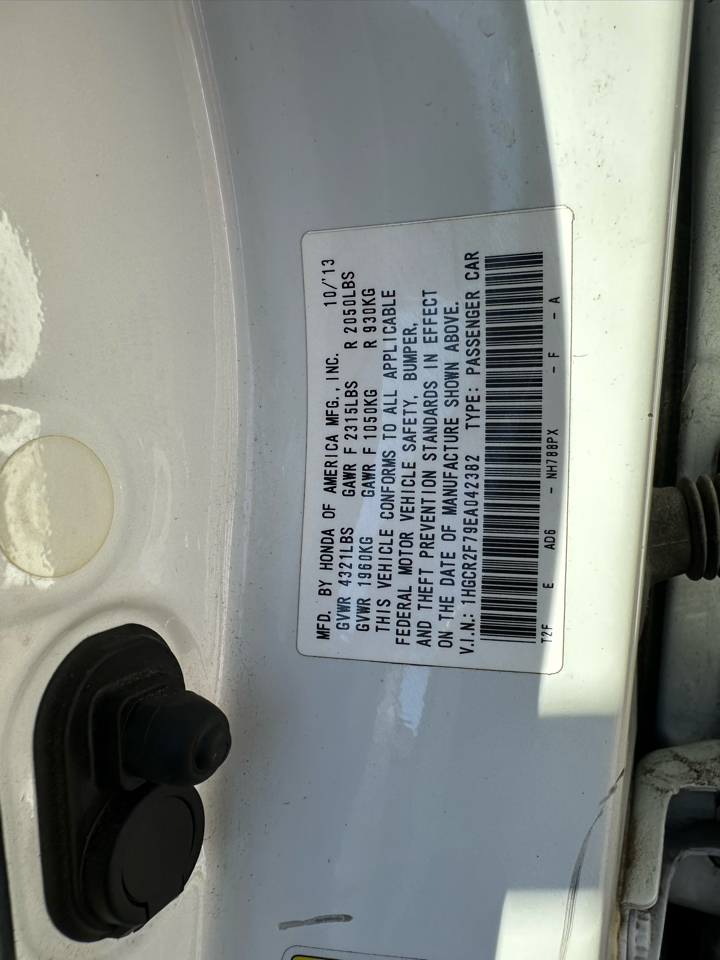 MFD. BY HONDA OF AMERICA MFG., INC. 10/'13
GVWR 4321LBS GAWR F 2315LBS R 2050LBS
GVWR 1960KG GAWR F 1050KG R 930KG
THIS VEHICLE CONFORMS TO ALL APPLICABLE
FEDERAL MOTOR VEHICLE SAFETY, BUMPER,
AND THEFT PREVENTION STANDARDS IN EFFECT
ON THE DATE OF MANUFACTURE SHOWN ABOVE.
V.I.N.: 1HGCR2F79EA042382 TYPE: PASSENGER CAR
T2F E AD6 - NH788PX - F - A